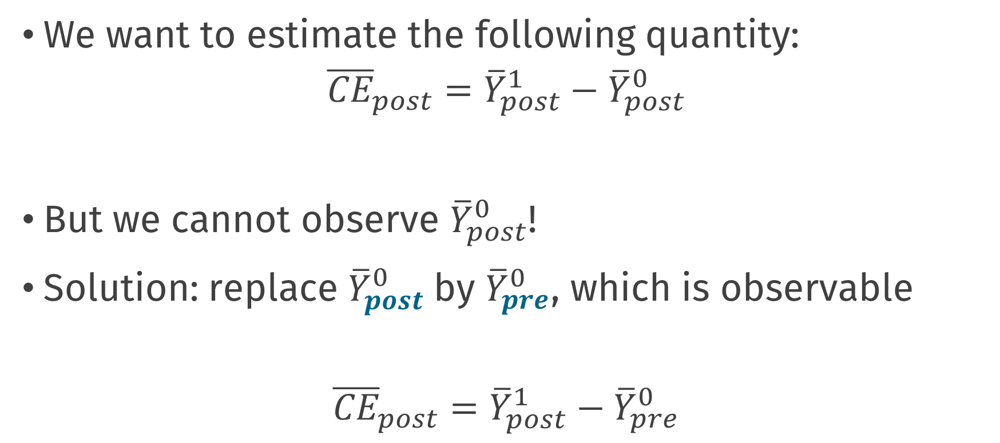 • We want to estimate the following quantity:
$\overline{CE}_{post} = \bar{Y}^1_{post} - \bar{Y}^0_{post}$
• But we cannot observe $\bar{Y}^0_{post}$!
• Solution: replace $\bar{Y}^0_{\boldsymbol{post}}$ by $\bar{Y}^0_{\boldsymbol{pre}}$, which is observable
$\overline{CE}_{post} = \bar{Y}^1_{post} - \bar{Y}^0_{pre}$